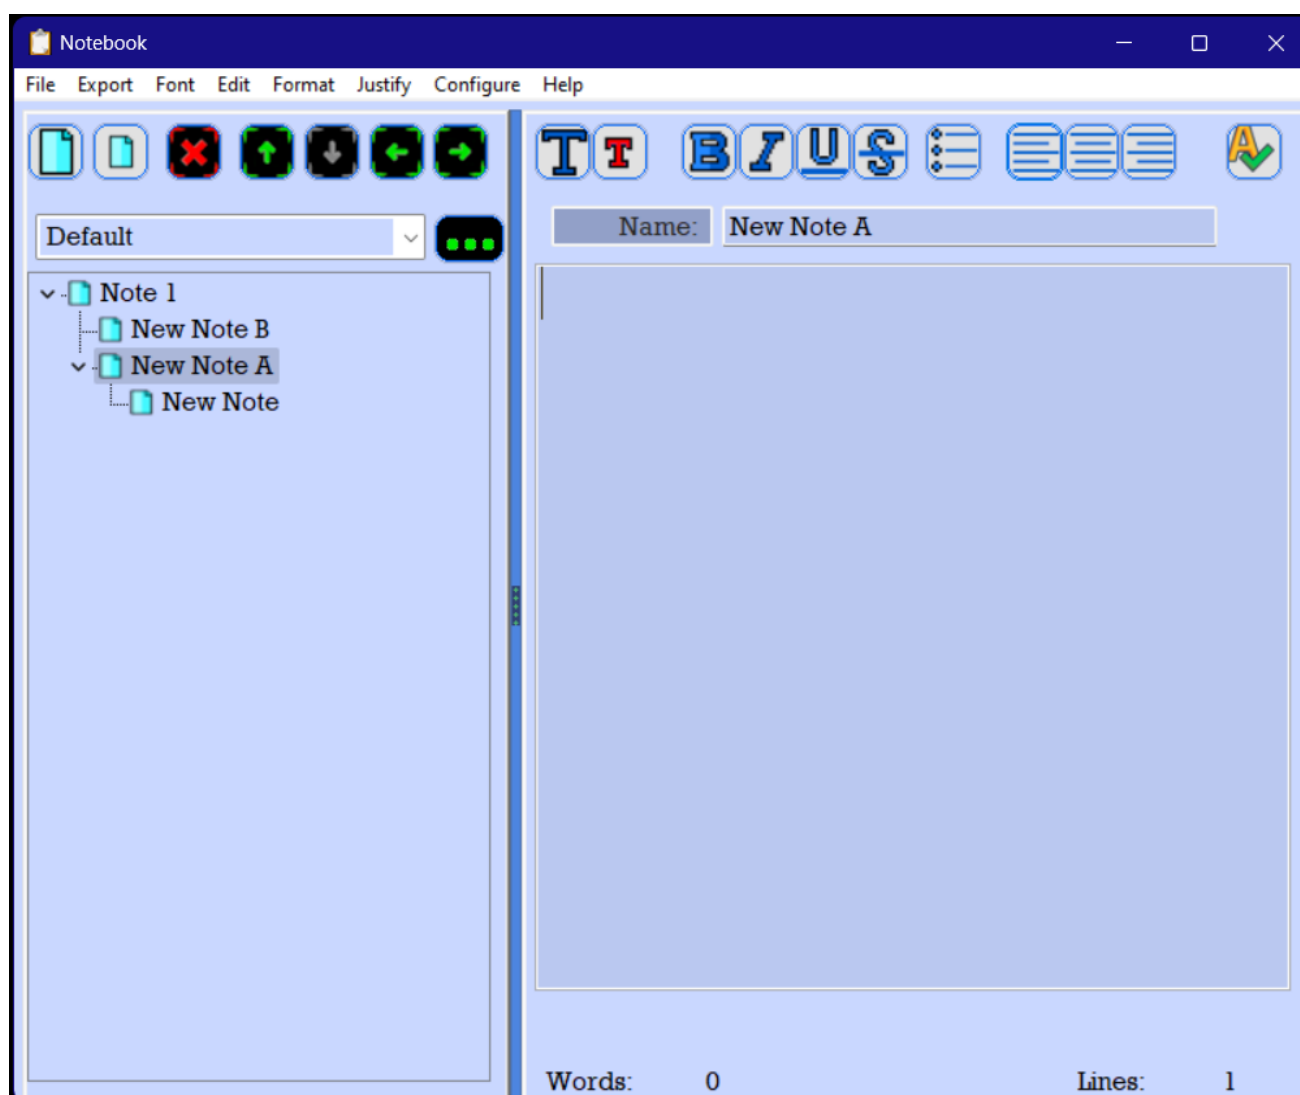 Notebook
File Export Font Edit Format Justify Configure Help
T T B I U S A
Default
Name: New Note A
Note 1
New Note B
New Note A
New Note
Words: 0 Lines: 1